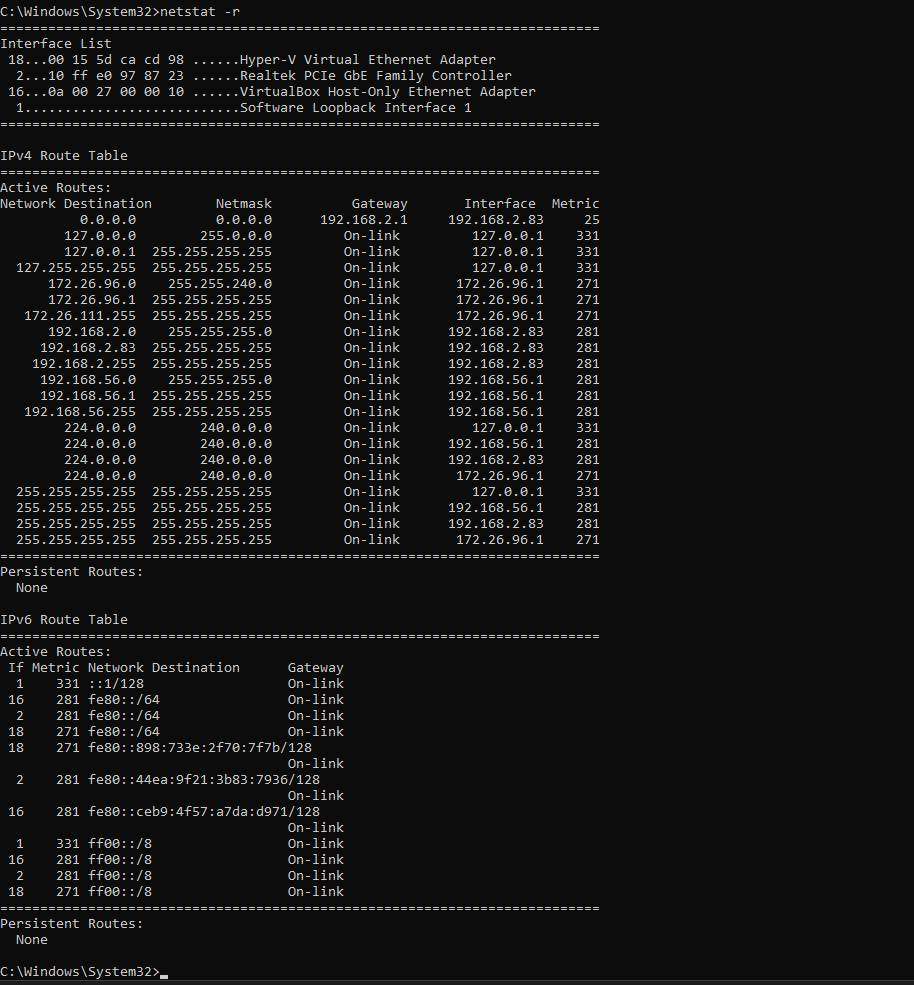 C:\Windows\System32>netstat -r
===========================================================================
Interface List
 18...00 15 5d ca cd 98 ......Hyper-V Virtual Ethernet Adapter
  2...10 ff e0 97 87 23 ......Realtek PCIe GbE Family Controller
 16...0a 00 27 00 00 10 ......VirtualBox Host-Only Ethernet Adapter
  1...........................Software Loopback Interface 1
===========================================================================

IPv4 Route Table
===========================================================================
Active Routes:
Network Destination        Netmask          Gateway       Interface  Metric
          0.0.0.0          0.0.0.0      192.168.2.1     192.168.2.83     25
        127.0.0.0        255.0.0.0         On-link         127.0.0.1    331
        127.0.0.1  255.255.255.255         On-link         127.0.0.1    331
  127.255.255.255  255.255.255.255         On-link         127.0.0.1    331
      172.26.96.0    255.255.240.0         On-link       172.26.96.1    271
      172.26.96.1  255.255.255.255         On-link       172.26.96.1    271
   172.26.111.255  255.255.255.255         On-link       172.26.96.1    271
      192.168.2.0    255.255.255.0         On-link      192.168.2.83    281
     192.168.2.83  255.255.255.255         On-link      192.168.2.83    281
    192.168.2.255  255.255.255.255         On-link      192.168.2.83    281
     192.168.56.0    255.255.255.0         On-link      192.168.56.1    281
     192.168.56.1  255.255.255.255         On-link      192.168.56.1    281
   192.168.56.255  255.255.255.255         On-link      192.168.56.1    281
        224.0.0.0        240.0.0.0         On-link         127.0.0.1    331
        224.0.0.0        240.0.0.0         On-link      192.168.56.1    281
        224.0.0.0        240.0.0.0         On-link      192.168.2.83    281
        224.0.0.0        240.0.0.0         On-link       172.26.96.1    271
  255.255.255.255  255.255.255.255         On-link         127.0.0.1    331
  255.255.255.255  255.255.255.255         On-link      192.168.56.1    281
  255.255.255.255  255.255.255.255         On-link      192.168.2.83    281
  255.255.255.255  255.255.255.255         On-link       172.26.96.1    271
===========================================================================
Persistent Routes:
  None

IPv6 Route Table
===========================================================================
Active Routes:
 If Metric Network Destination      Gateway
  1    331 ::1/128                  On-link
 16    281 fe80::/64                On-link
  2    281 fe80::/64                On-link
 18    271 fe80::/64                On-link
 18    271 fe80::898:733e:2f70:7f7b/128
                                    On-link
  2    281 fe80::44ea:9f21:3b83:7936/128
                                    On-link
 16    281 fe80::ceb9:4f57:a7da:d971/128
                                    On-link
  1    331 ff00::/8                 On-link
 16    281 ff00::/8                 On-link
  2    281 ff00::/8                 On-link
 18    271 ff00::/8                 On-link
===========================================================================
Persistent Routes:
  None

C:\Windows\System32>